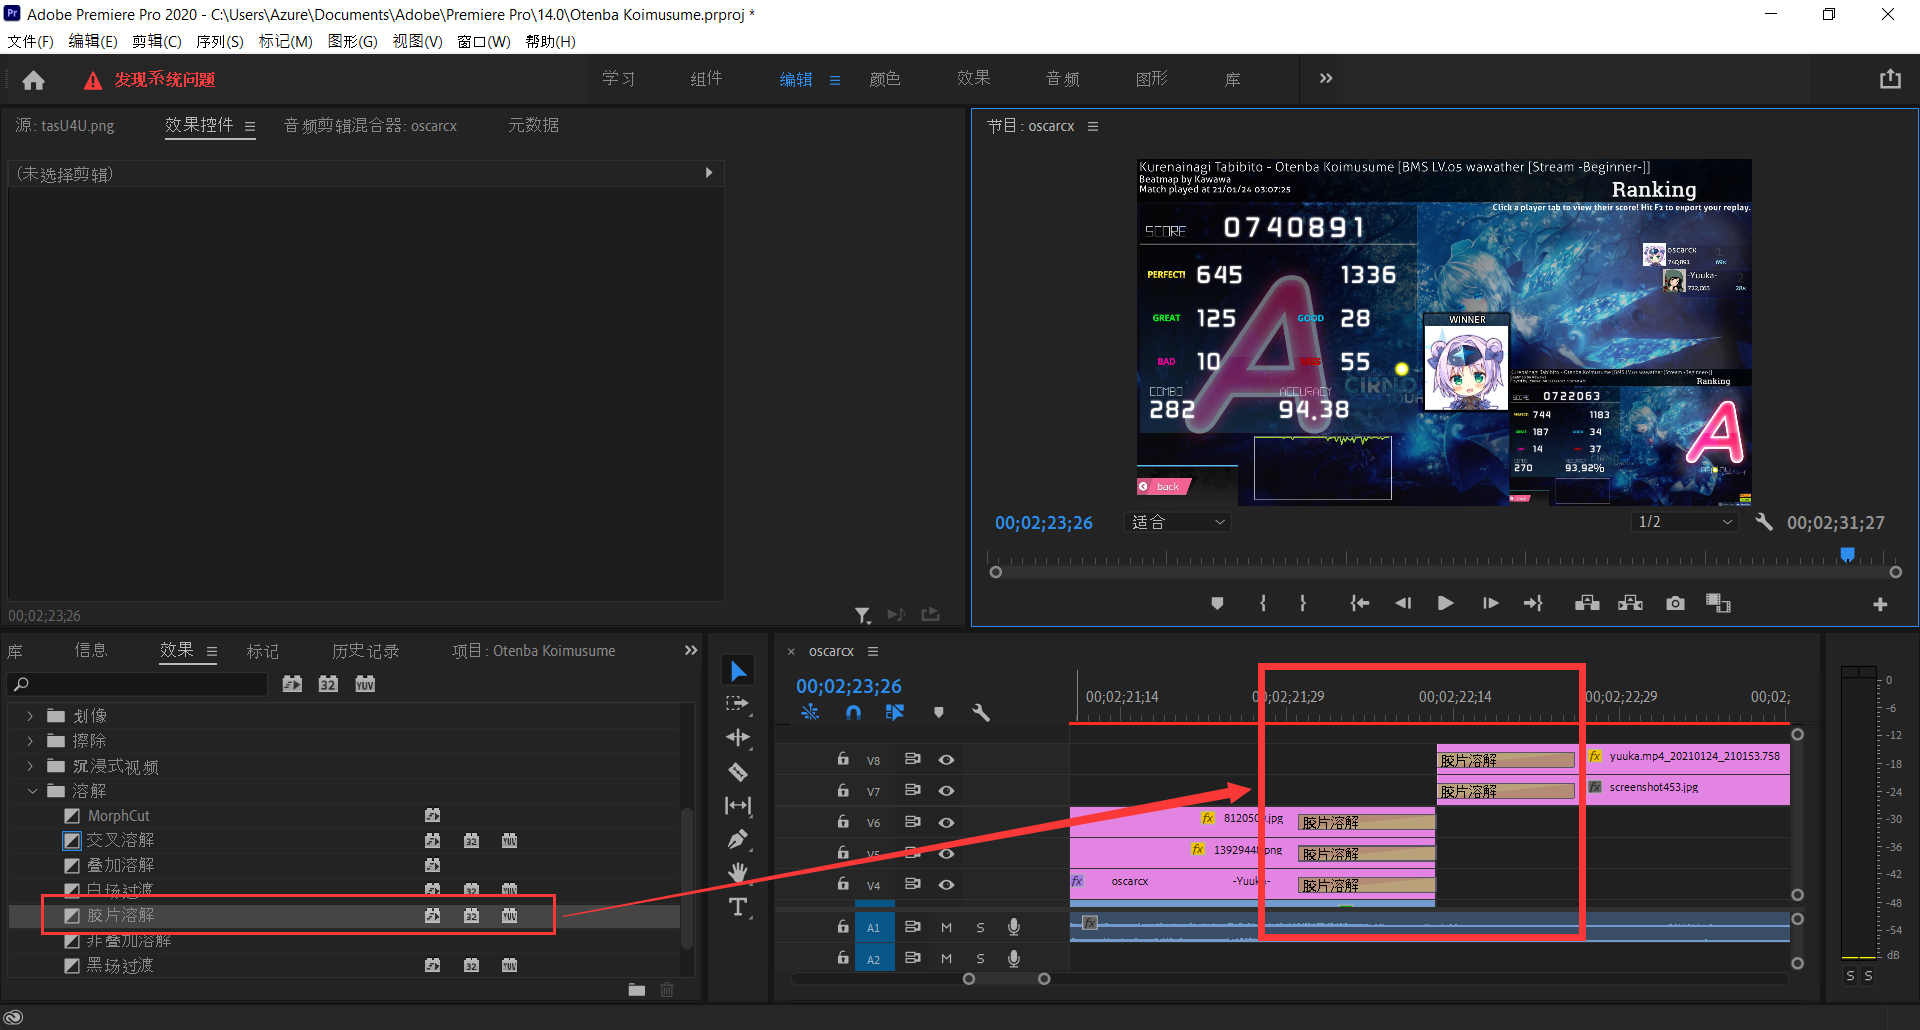 Adobe Premiere Pro 2020 - C:\Users\Azure\Documents\Adobe\Premiere Pro\14.0\Otenba Koimusume.prproj *
文件(F) 编辑(E) 剪辑(C) 序列(S) 标记(M) 图形(G) 视图(V) 窗口(W) 帮助(H)
发现系统问题
学习 组件 编辑 颜色 效果 音频 图形 库
源: tasU4U.png 效果控件 音频剪辑混合器: oscarcx 元数据
(未选择剪辑)
00;02;23;26
节目: oscarcx
Kurenainagi Tabibito - Otenba Koimusume [BMS LV.05 wawather [Stream -Beginner-]]
Beatmap by Kawawa
Match played at 21/01/24 03:07:25
Ranking
Click a player tab to view their score! Hit F2 to export your replay.
SCORE 0740891
PERFECT! 645 1336
GREAT 125 GOOD 28
BAD 10 55
COMBO 282
ACCURACY 94.38
A
oscarcx
740,891 69x
-Yuuka-
722,063 28x
WINNER
Ranking
SCORE 0722063
744 1183
187 34
14 37
270 93.92%
A
back
00;02;23;26 适合 1/2 00;02;31;27
库 信息 效果 标记 历史记录 项目: Otenba Koimusume
划像
擦除
沉浸式视频
溶解
MorphCut
交叉溶解
叠加溶解
白场过渡
胶片溶解
非叠加溶解
黑场过渡
oscarcx
00;02;23;26
00;02;21;14 00;02;21;29 00;02;22;14 00;02;22;29 00;02;
V8 胶片溶解 fx yuuka.mp4_20210124_210153.758
V7 胶片溶解 fx screenshot453.jpg
V6 fx 胶片溶解
V5 fx 胶片溶解
V4 fx oscarcx -Yuuka- 胶片溶解
A1 M S fx
A2 M S
0
-6
-12
-18
-24
-30
-36
-42
-48
-54
dB
S S